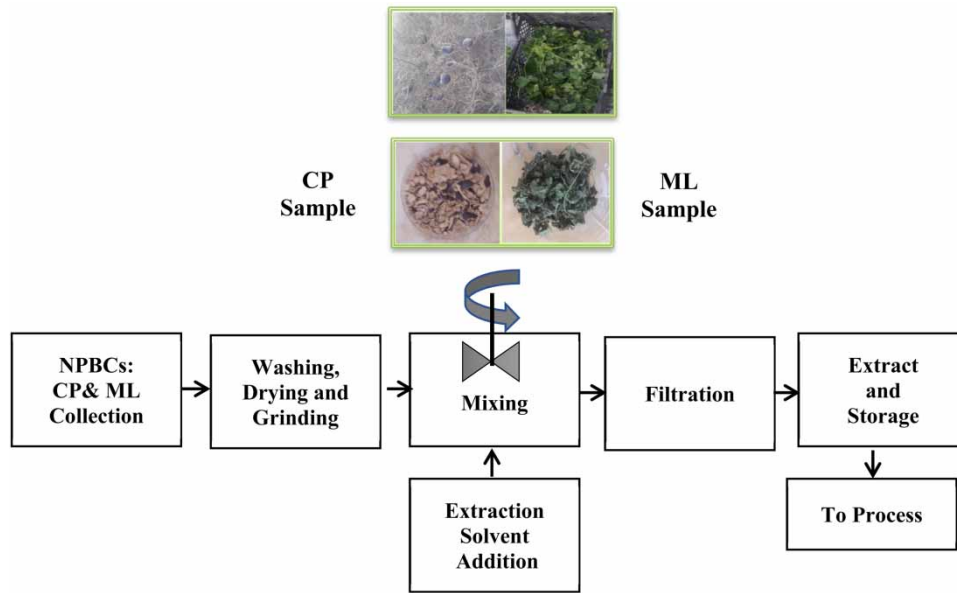 CP
Sample
ML
Sample
NPBCs:
CP& ML
Collection
Washing,
Drying and
Grinding
Mixing
Filtration
Extract
and
Storage
Extraction
Solvent
Addition
To Process